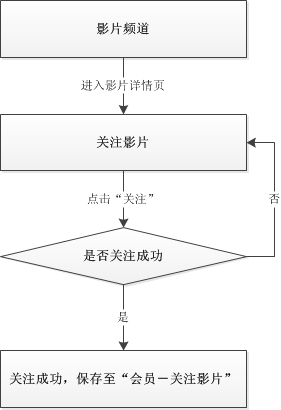 影片频道
进入影片详情页
关注影片
点击“关注”
否
是否关注成功
是
关注成功，保存至“会员－关注影片”